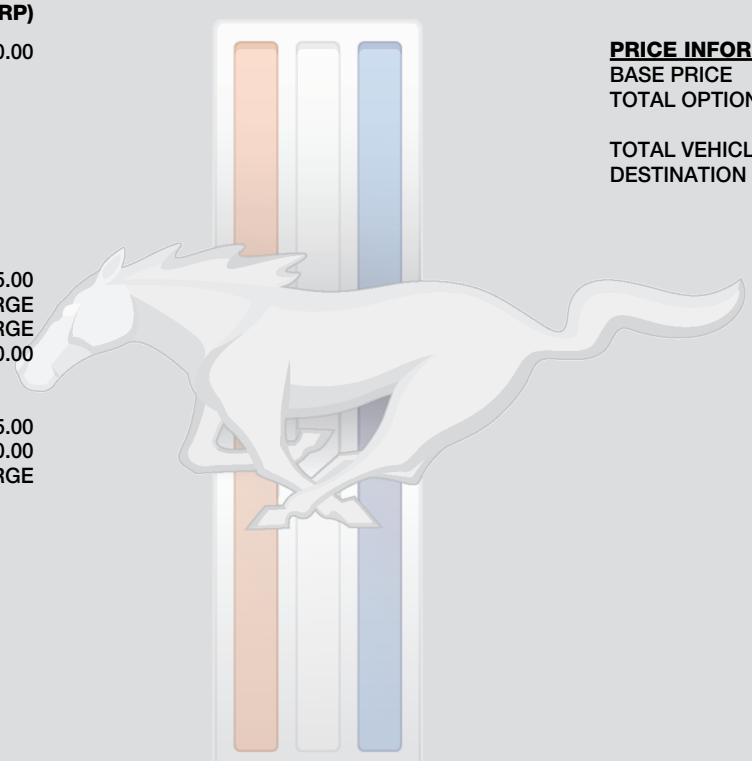 RP)
0.00
5.00
RGE
RGE
0.00
5.00
0.00
RGE
PRICE INFOR
BASE PRICE
TOTAL OPTION
TOTAL VEHICL
DESTINATION